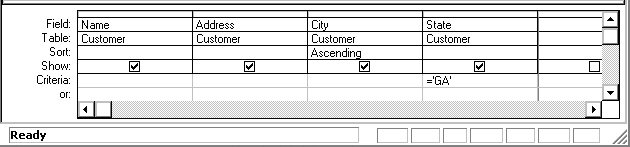 Field: Name Address City State
Table: Customer Customer Customer Customer
Sort: Ascending
Show:
Criteria: ='GA'
or:
Ready